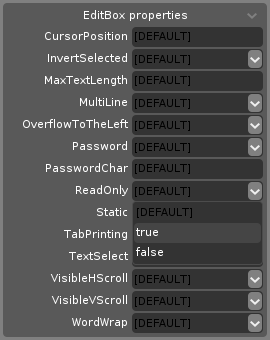 EditBox properties
CursorPosition [DEFAULT]
InvertSelected [DEFAULT]
MaxTextLength [DEFAULT]
MultiLine [DEFAULT]
OverflowToTheLeft [DEFAULT]
Password [DEFAULT]
PasswordChar [DEFAULT]
ReadOnly [DEFAULT]
Static [DEFAULT]
TabPrinting true
TextSelect false
VisibleHScroll [DEFAULT]
VisibleVScroll [DEFAULT]
WordWrap [DEFAULT]